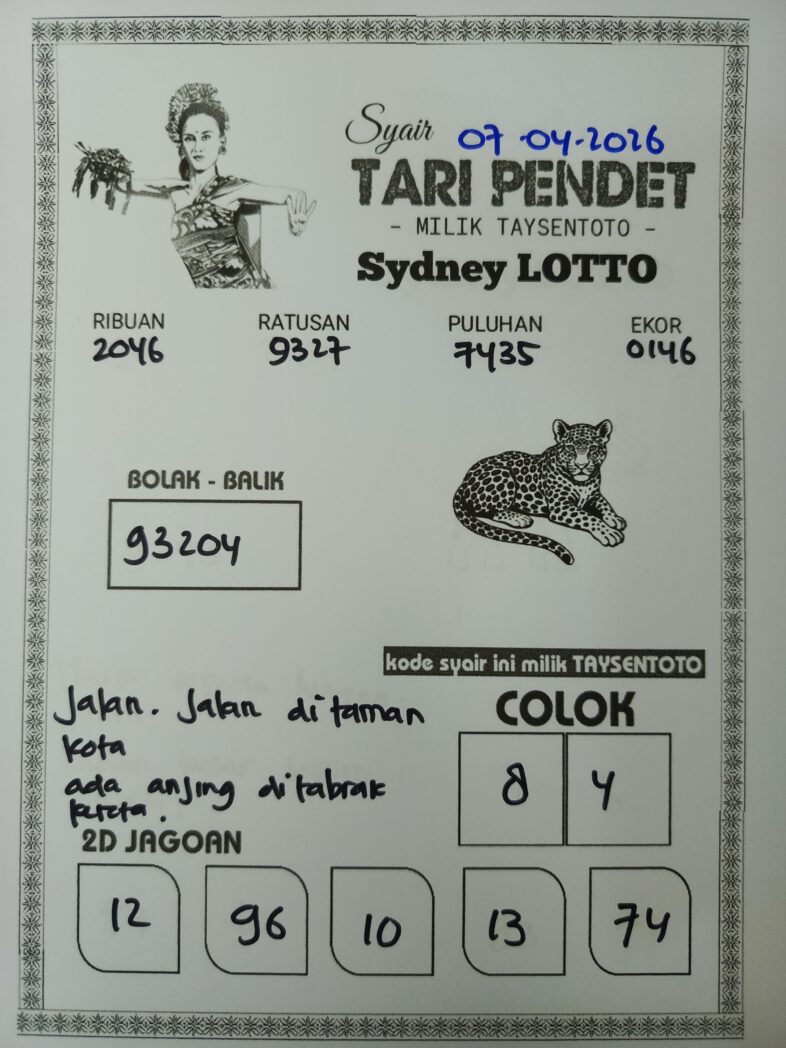 Syair 07-04-2026
TARI PENDET
- MILIK TAYSENTOTO -
Sydney LOTTO
RIBUAN RATUSAN PULUHAN EKOR
2046 9327 7435 0146
BOLAK - BALIK
93204
kode syair ini milik TAYSENTOTO
Jalan. Jalan di taman
kota
ada anjing ditabrak
kereta.
COLOK
8 4
2D JAGOAN
12 96 10 13 74